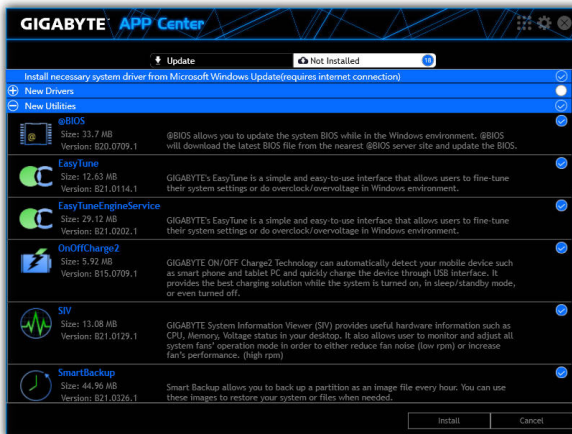 GIGABYTE™ APP Center
Update
Not Installed 18
Install necessary system driver from Microsoft Windows Update(requires internet connection)
New Drivers
New Utilities
@BIOS
Size: 33.7 MB
Version: B20.0709.1
@BIOS allows you to update the system BIOS while in the Windows environment. @BIOS
will download the latest BIOS file from the nearest @BIOS server site and update the BIOS.
EasyTune
Size: 12.63 MB
Version: B21.0114.1
GIGABYTE's EasyTune is a simple and easy-to-use interface that allows users to fine-tune
their system settings or do overclock/overvoltage in Windows environment.
EasyTuneEngineService
Size: 29.12 MB
Version: B21.0202.1
GIGABYTE's EasyTune is a simple and easy-to-use interface that allows users to fine-tune
their system settings or do overclock/overvoltage in Windows environment.
OnOffCharge2
Size: 5.92 MB
Version: B15.0709.1
GIGABYTE ON/OFF Charge2 Technology can automatically detect your mobile device such
as smart phone and tablet PC and quickly charge the device through USB interface. It
provides the best charging solution while the system is turned on, in sleep/standby mode,
or even turned off.
SIV
Size: 13.08 MB
Version: B21.0129.1
GIGABYTE System Information Viewer (SIV) provides useful hardware information such as
CPU, Memory, Voltage status in your desktop. It also allows user to monitor and adjust all
system fans' operation mode in order to either reduce fan noise (low rpm) or increase
fan's performance. (high rpm)
SmartBackup
Size: 44.96 MB
Version: B21.0326.1
Smart Backup allows you to back up a partition as an image file every hour. You can use
these images to restore your system or files when needed.
Install
Cancel